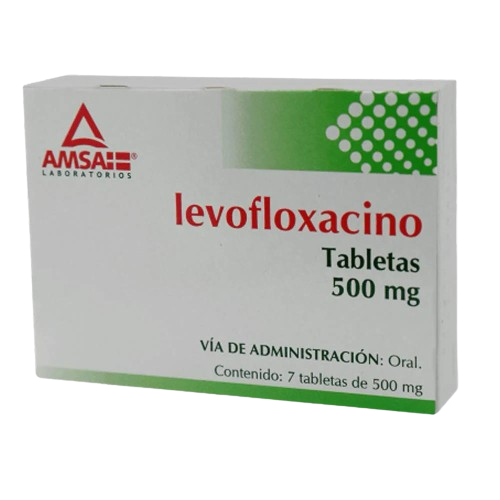 AMSA®
LABORATORIOS
levofloxacino
Tabletas
500 mg
VÍA DE ADMINISTRACIÓN: Oral.
Contenido: 7 tabletas de 500 mg